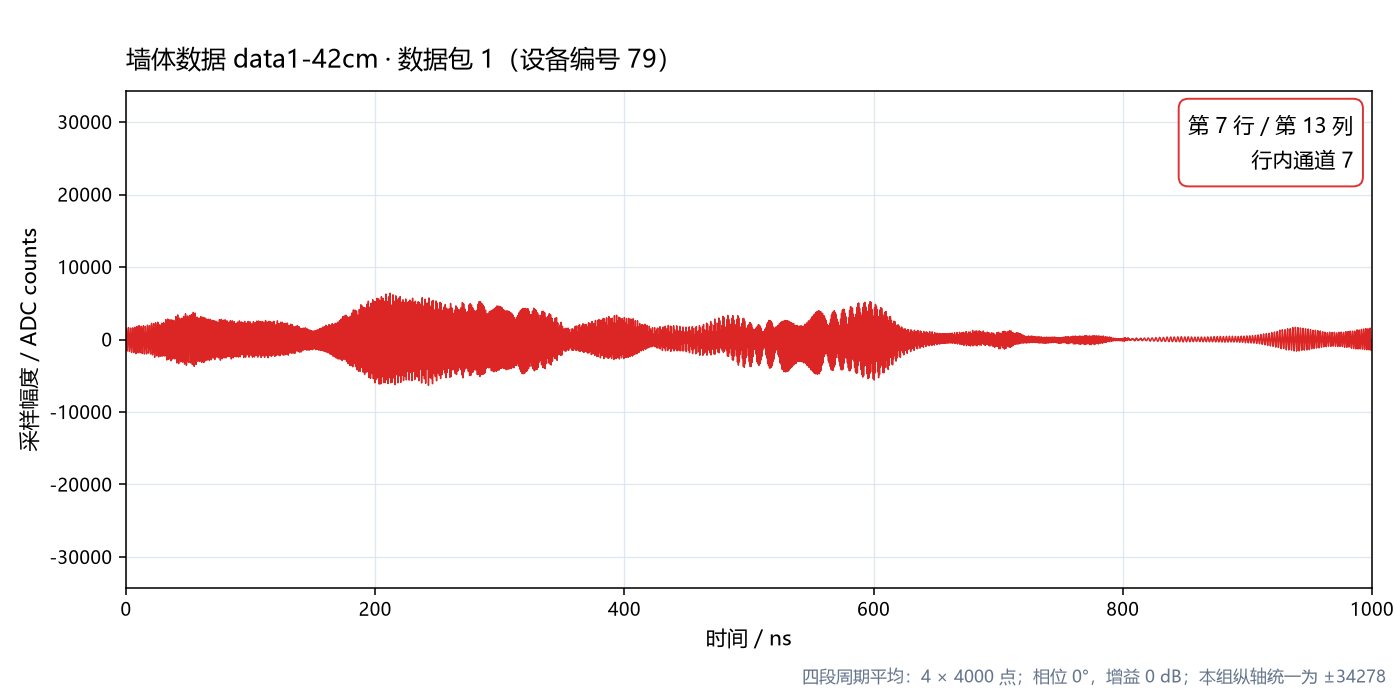 墙体数据 data1-42cm · 数据包 1（设备编号 79）
第 7 行 / 第 13 列
行内通道 7
采样幅度 / ADC counts
30000
20000
10000
0
-10000
-20000
-30000
0 200 400 600 800 1000
时间 / ns
四段周期平均：4 × 4000 点；相位 0°，增益 0 dB；本组纵轴统一为 ±34278